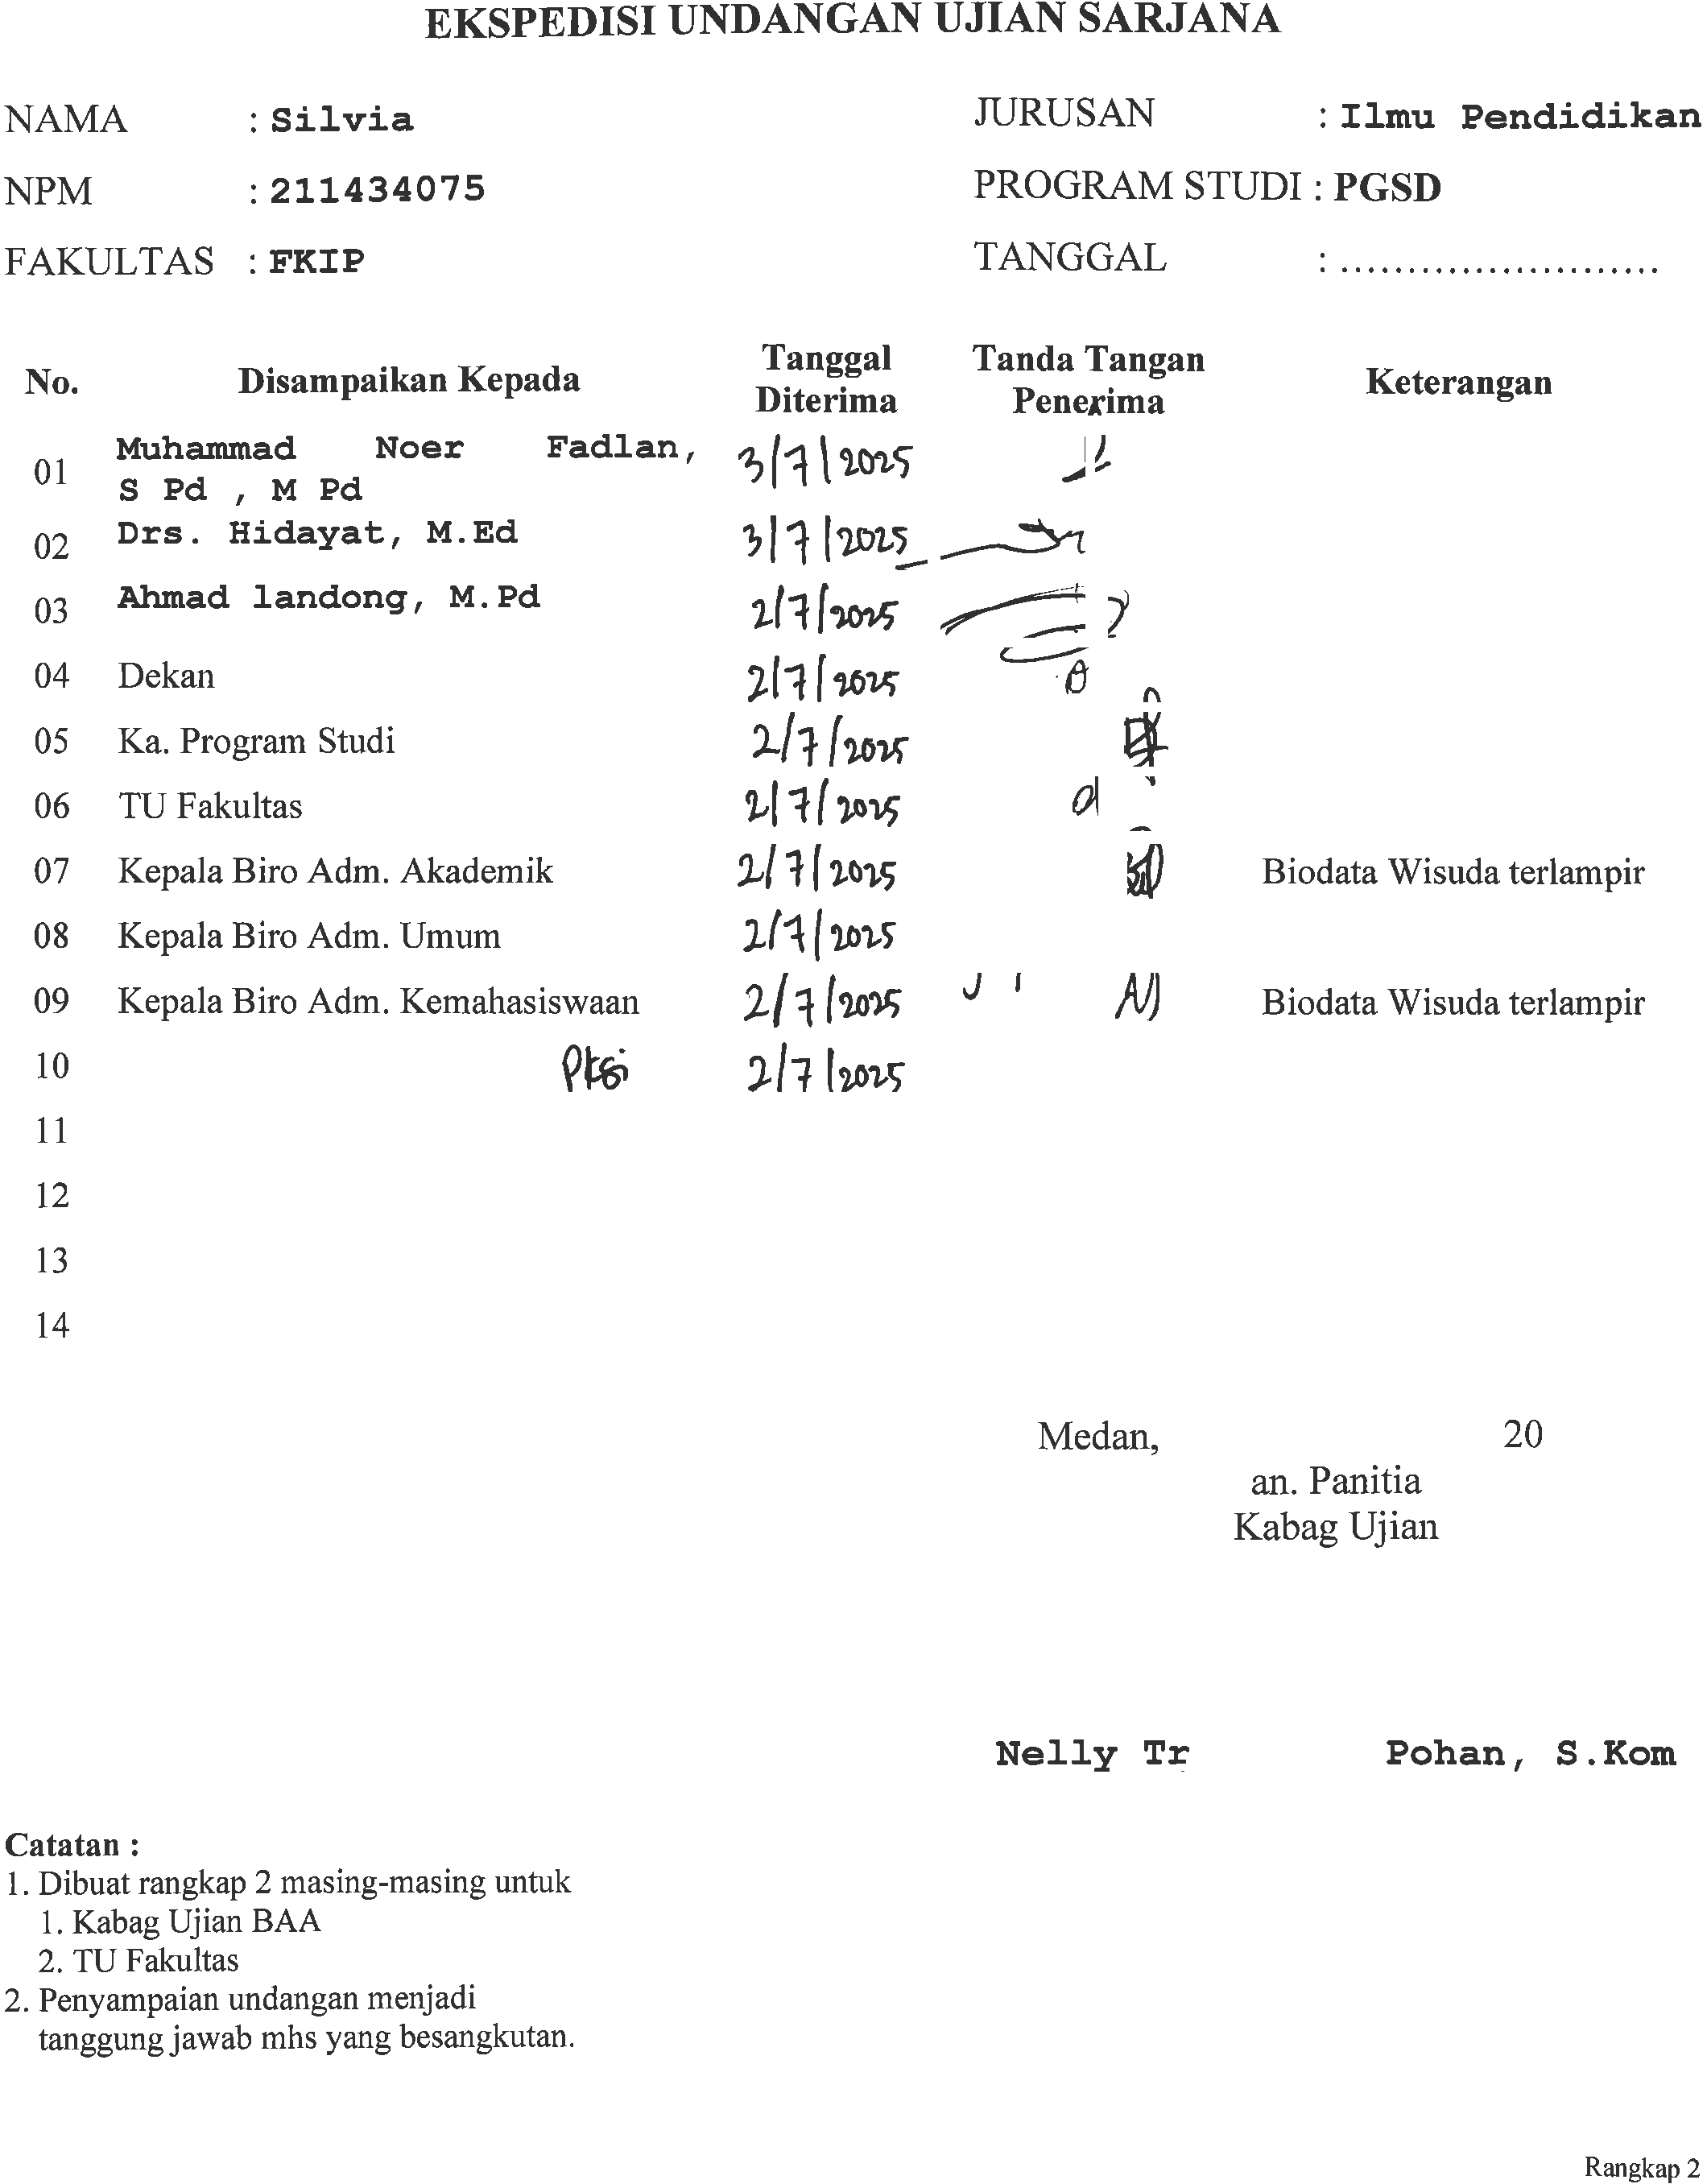 EKSPEDISI UNDANGAN UJIAN SARJANA
NAMA : Silvia JURUSAN : Ilmu Pendidikan
NPM : 211434075 PROGRAM STUDI : PGSD
FAKULTAS : FKIP TANGGAL : ........................
No. Disampaikan Kepada Tanggal Diterima Tanda Tangan Penerima Keterangan
01 Muhammad Noer Fadlan, S Pd , M Pd 3/7/2025
02 Drs. Hidayat, M.Ed 3/7/2025
03 Ahmad landong, M.Pd 2/7/2025
04 Dekan 2/7/2025
05 Ka. Program Studi 2/7/2025
06 TU Fakultas 2/7/2025
07 Kepala Biro Adm. Akademik 2/7/2025 Biodata Wisuda terlampir
08 Kepala Biro Adm. Umum 2/7/2025
09 Kepala Biro Adm. Kemahasiswaan 2/7/2025 Biodata Wisuda terlampir
10 2/7/2025
11
12
13
14
Medan, 20
an. Panitia
Kabag Ujian
Nelly Tr Pohan, S.Kom
Catatan :
1. Dibuat rangkap 2 masing-masing untuk
1. Kabag Ujian BAA
2. TU Fakultas
2. Penyampaian undangan menjadi
tanggung jawab mhs yang besangkutan.
Rangkap 2